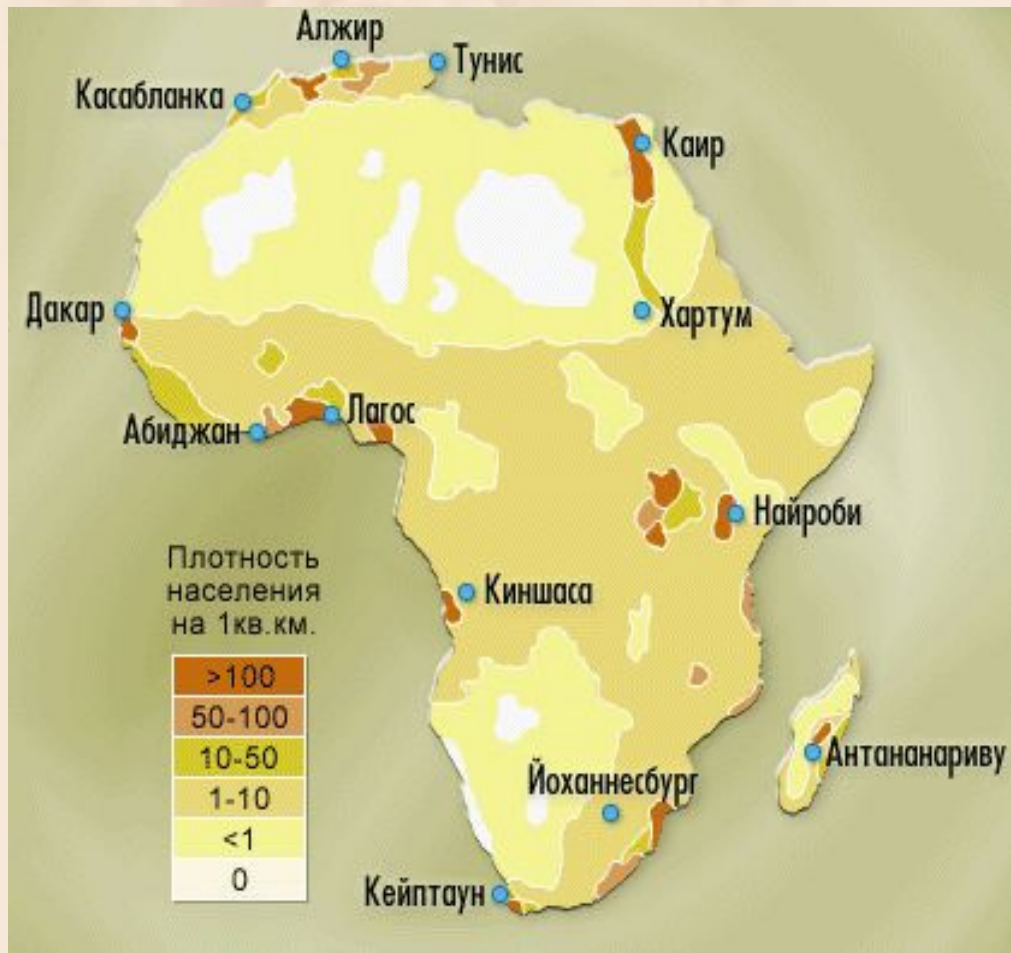 Алжир
Тунис
Касабланка
Каир
Дакар
Хартум
Лагос
Абиджан
Найроби
Киншаса
Плотность
населения
на 1кв.км.
>100
50-100
10-50
1-10
<1
0
Антананариву
Йоханнесбург
Кейптаун